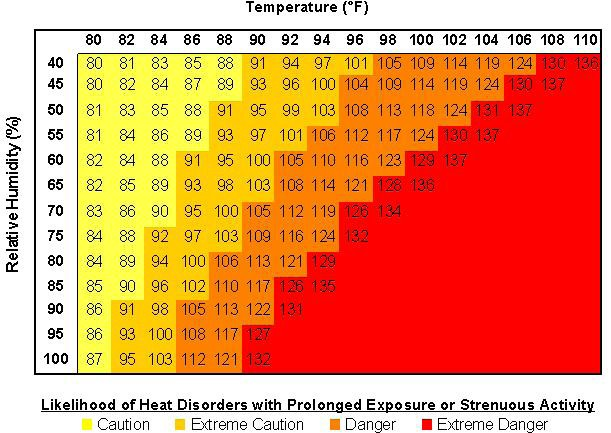 Temperature (°F)
80 82 84 86 88 90 92 94 96 98 100 102 104 106 108 110
40 80 81 83 85 88 91 94 97 101 105 109 114 119 124 130 136
45 80 82 84 87 89 93 96 100 104 109 114 119 124 130 137
50 81 83 85 88 91 95 99 103 108 113 118 124 131 137
55 81 84 86 89 93 97 101 106 112 117 124 130 137
60 82 84 88 91 95 100 105 110 116 123 129 137
65 82 85 89 93 98 103 108 114 121 128 136
70 83 86 90 95 100 105 112 119 126 134
75 84 88 92 97 103 109 116 124 132
80 84 89 94 100 106 113 121 129
85 85 90 96 102 110 117 126 135
90 86 91 98 105 113 122 131
95 86 93 100 108 117 127
100 87 95 103 112 121 132
Relative Humidity (%)
Likelihood of Heat Disorders with Prolonged Exposure or Strenuous Activity
Caution Extreme Caution Danger Extreme Danger